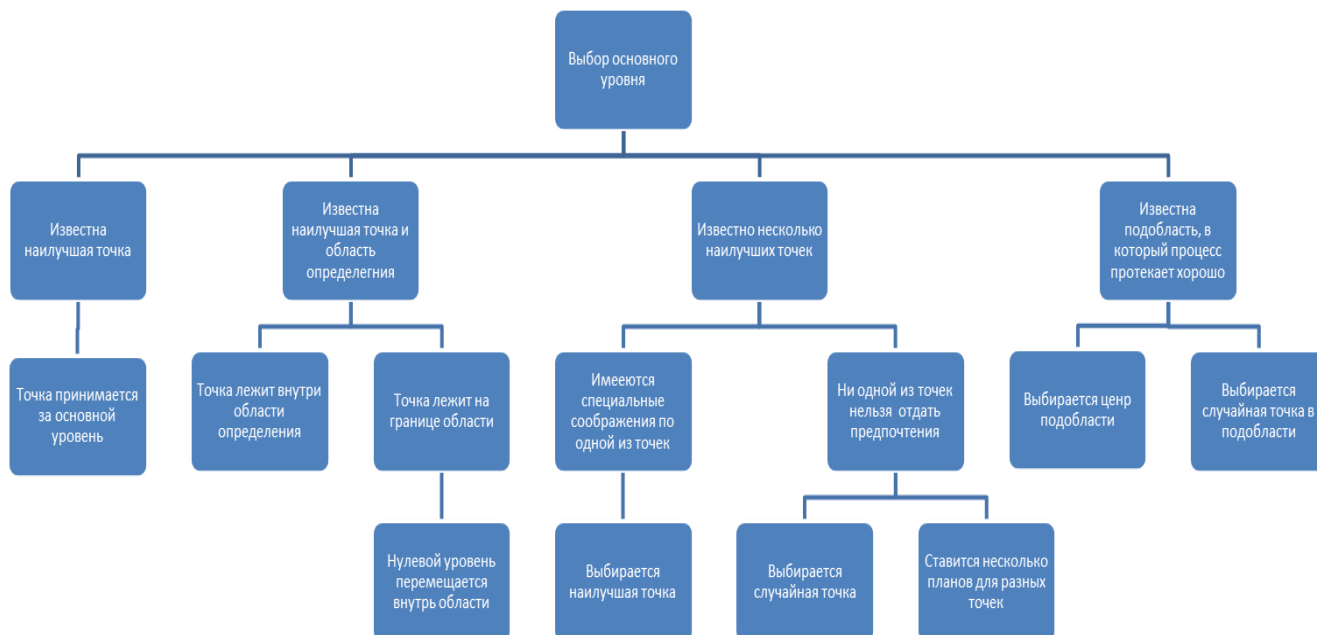 Выбор основного
уровня
Известна
наилучшая точка
Известна
наилучшая точка и
область
определегния
Известно несколько
наилучших точек
Известна
подобласть, в
который процесс
протекает хорошо
Точка принимается
за основной
уровень
Точка лежит внутри
области
определения
Точка лежит на
границе области
Имееются
специальные
соображения по
одной из точек
Ни одной из точек
нельзя отдать
предпочтения
Выбирается ценр
подобласти
Выбирается
случайная точка в
подобласти
Нулевой уровень
перемещается
внутрь области
Выбирается
наилучшая точка
Выбирается
случайная точка
Ставится несколько
планов для разных
точек